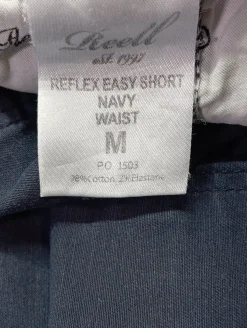 Reell
est. 1997
REFLEX EASY SHORT
NAVY
WAIST
M
PO 1503
98%Cotton, 2% Elastane